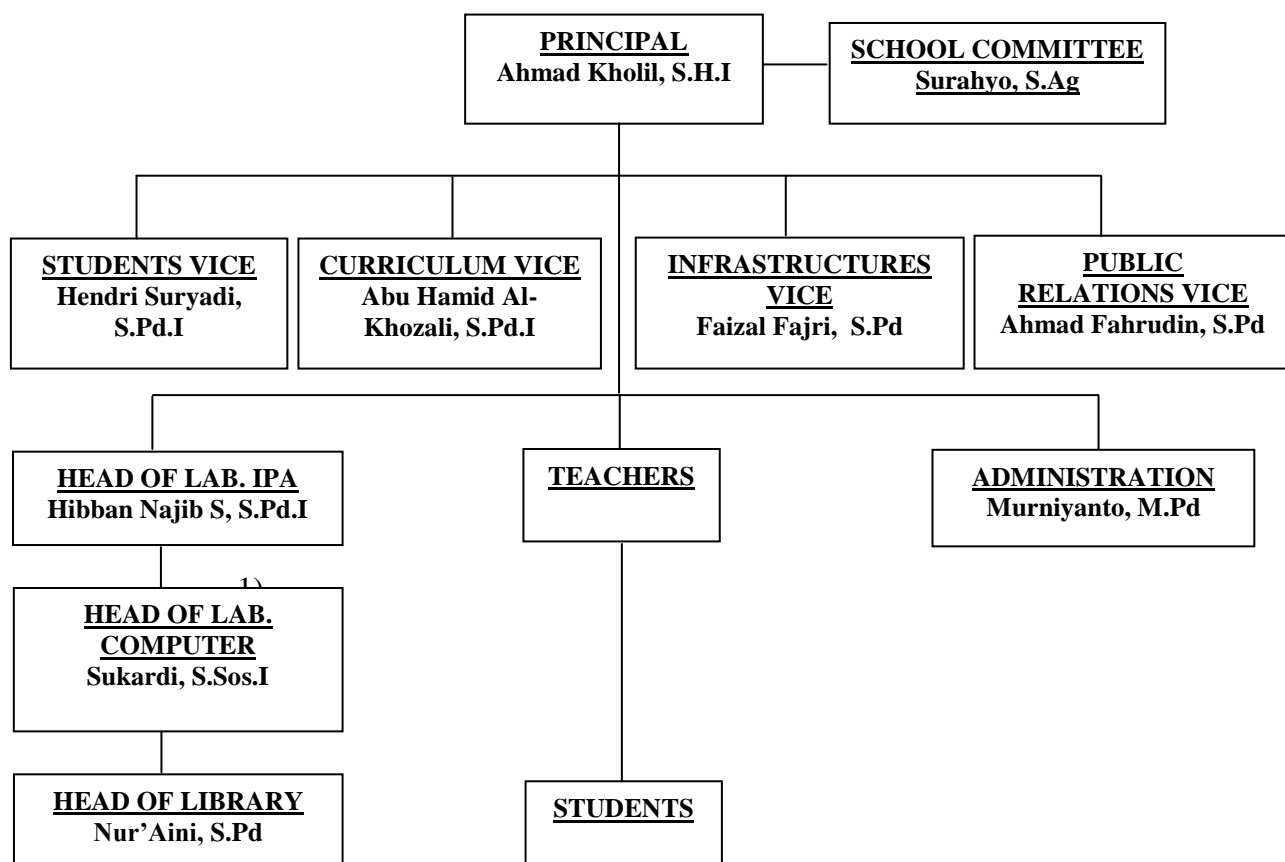 PRINCIPAL
Ahmad Kholil, S.H.I
SCHOOL COMMITTEE
Surahyo, S.Ag
STUDENTS VICE
Hendri Suryadi,
S.Pd.I
CURRICULUM VICE
Abu Hamid Al-
Khozali, S.Pd.I
INFRASTRUCTURES
VICE
Faizal Fajri, S.Pd
PUBLIC
RELATIONS VICE
Ahmad Fahrudin, S.Pd
HEAD OF LAB. IPA
Hibban Najib S, S.Pd.I
TEACHERS
ADMINISTRATION
Murniyanto, M.Pd
1)
HEAD OF LAB.
COMPUTER
Sukardi, S.Sos.I
HEAD OF LIBRARY
Nur’Aini, S.Pd
STUDENTS